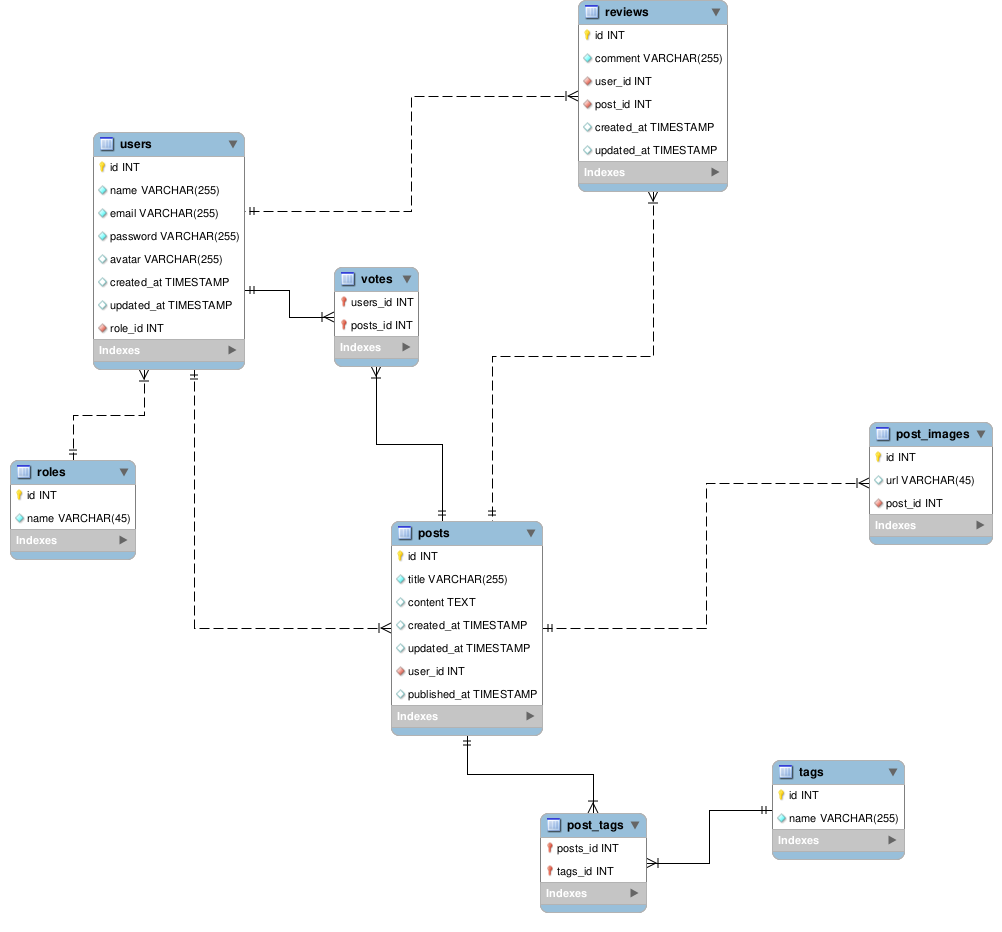 reviews
id INT
comment VARCHAR(255)
user_id INT
post_id INT
created_at TIMESTAMP
updated_at TIMESTAMP
Indexes
users
id INT
name VARCHAR(255)
email VARCHAR(255)
password VARCHAR(255)
avatar VARCHAR(255)
created_at TIMESTAMP
updated_at TIMESTAMP
role_id INT
Indexes
votes
users_id INT
posts_id INT
Indexes
roles
id INT
name VARCHAR(45)
Indexes
post_images
id INT
url VARCHAR(45)
post_id INT
Indexes
posts
id INT
title VARCHAR(255)
content TEXT
created_at TIMESTAMP
updated_at TIMESTAMP
user_id INT
published_at TIMESTAMP
Indexes
tags
id INT
name VARCHAR(255)
Indexes
post_tags
posts_id INT
tags_id INT
Indexes